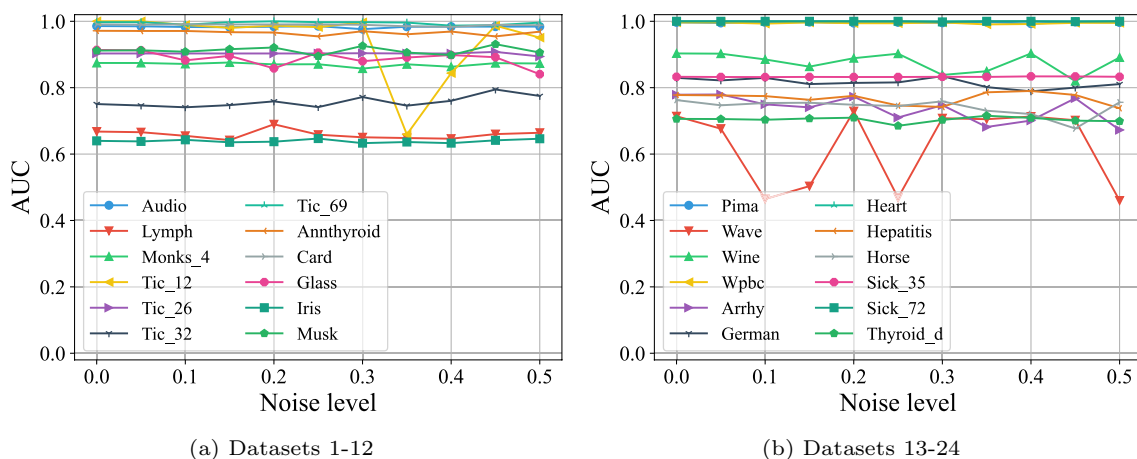 AUC
1.0
0.8
0.6
0.4
0.2
0.0
Audio
Lymph
Monks_4
Tic_12
Tic_26
Tic_32
Tic_69
Annthyroid
Card
Glass
Iris
Musk
0.0 0.1 0.2 0.3 0.4 0.5
Noise level
(a) Datasets 1-12
AUC
1.0
0.8
0.6
0.4
0.2
0.0
Pima
Wave
Wine
Wpbc
Arrhy
German
Heart
Hepatitis
Horse
Sick_35
Sick_72
Thyroid_d
0.0 0.1 0.2 0.3 0.4 0.5
Noise level
(b) Datasets 13-24